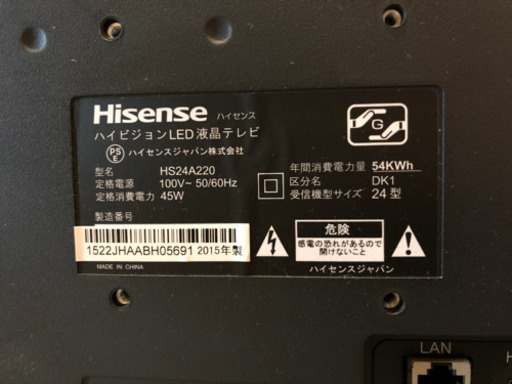 Hisense ハイセンス
ハイビジョンLED液晶テレビ
PSE ハイセンスジャパン株式会社
G
型名 HS24A220
定格電源 100V~ 50/60Hz
定格消費電力 45W
年間消費電力量 54KWh
区分名 DK1
受信機型サイズ 24型
製造番号
1522JHAABH05691 2015年製
MADE IN CHINA
危険
感電の恐れがあるので
開けないこと
ハイセンスジャパン
LAN
H